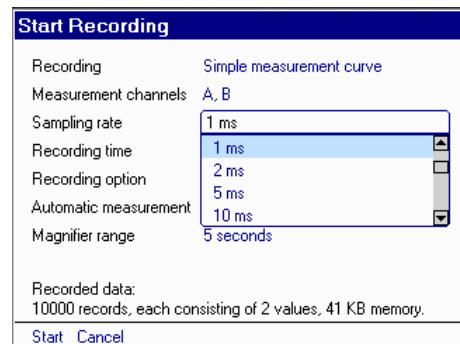 Start Recording
Recording Simple measurement curve
Measurement channels A, B
Sampling rate 1 ms
Recording time 1 ms
2 ms
Recording option 5 ms
Automatic measurement 10 ms
Magnifier range 5 seconds
Recorded data:
10000 records, each consisting of 2 values, 41 KB memory.
Start Cancel